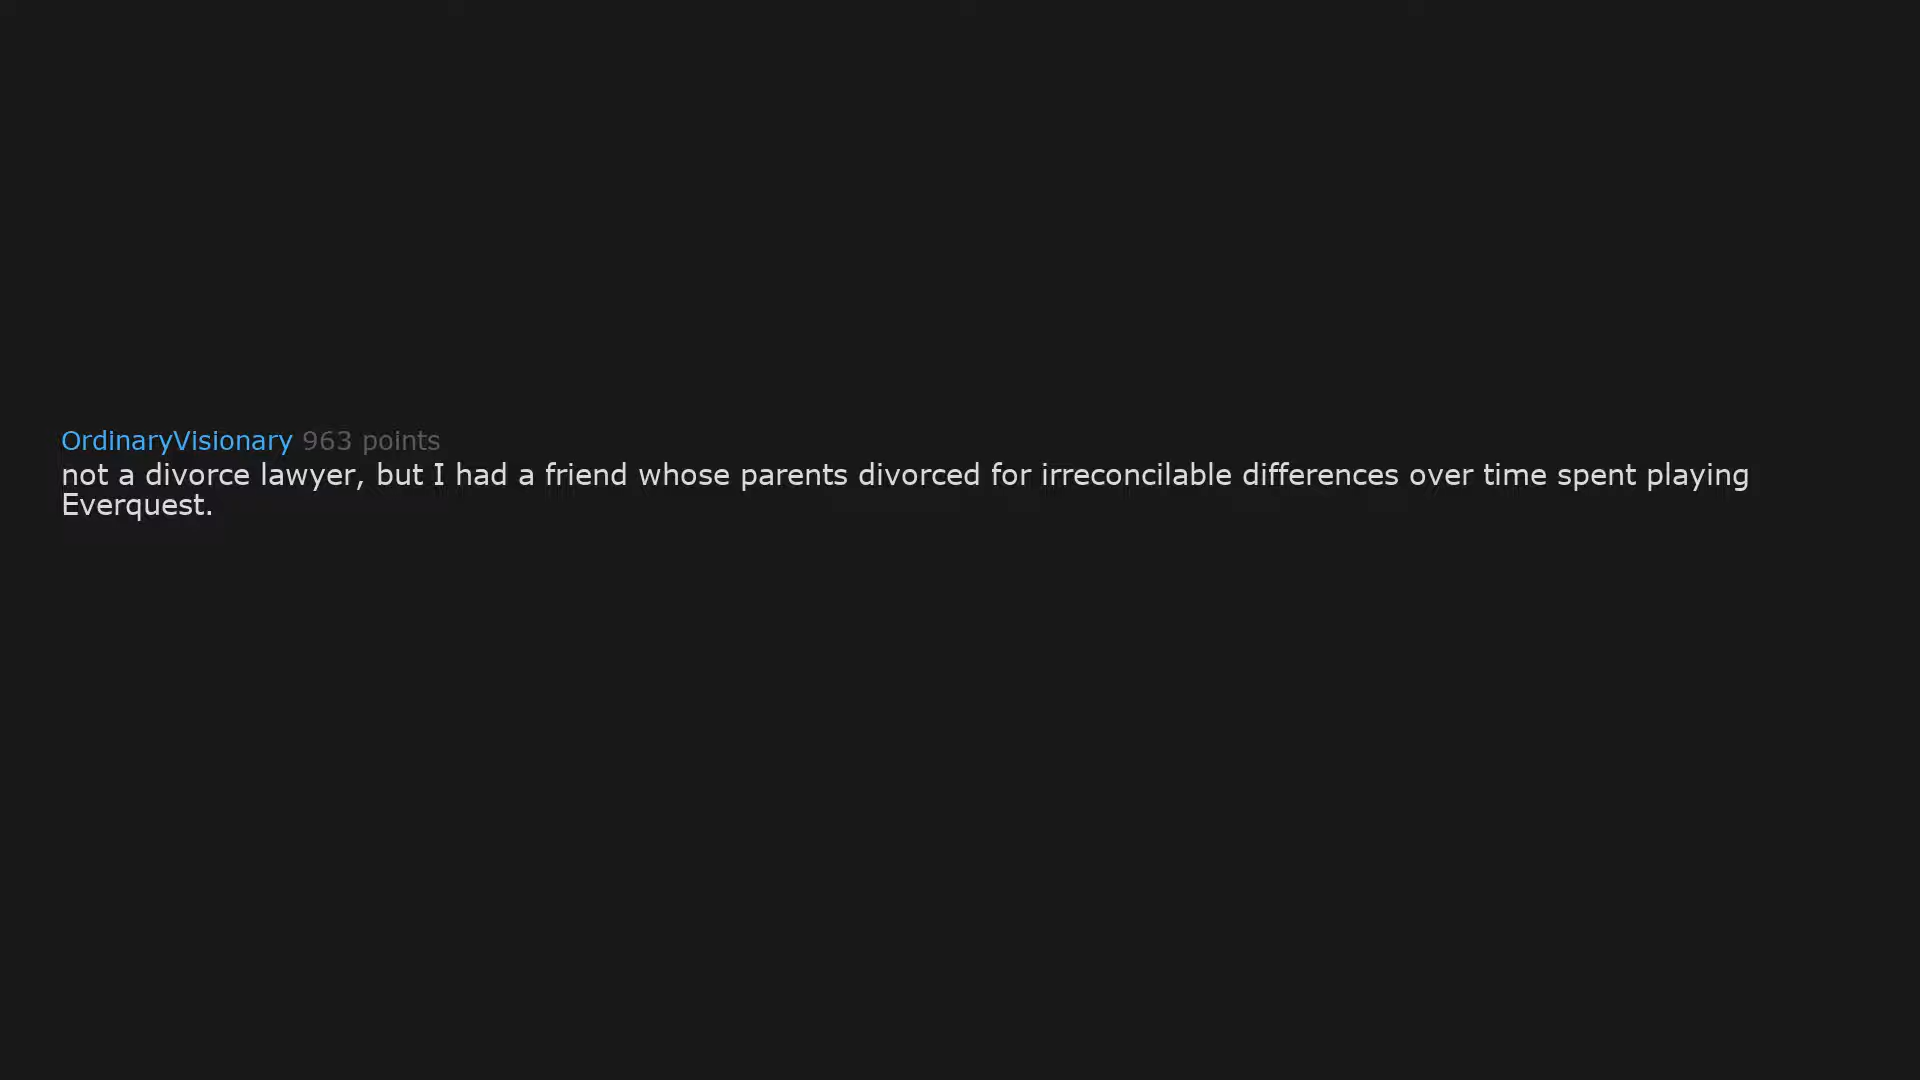 OrdinaryVisionary 963 points
not a divorce lawyer, but I had a friend whose parents divorced for irreconcilable differences over time spent playing
Everquest.